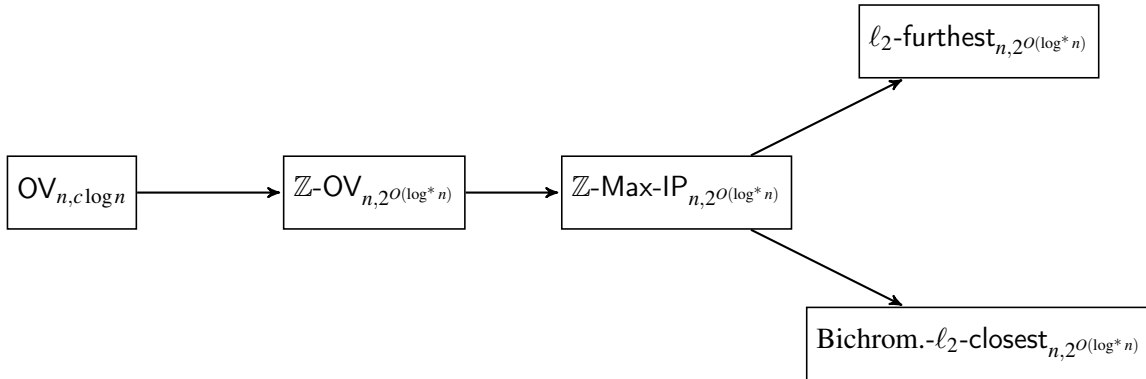 ℓ₂-furthest_{n,2^{O(log* n)}}
OV_{n,c log n}
ℤ-OV_{n,2^{O(log* n)}}
ℤ-Max-IP_{n,2^{O(log* n)}}
Bichrom.-ℓ₂-closest_{n,2^{O(log* n)}}